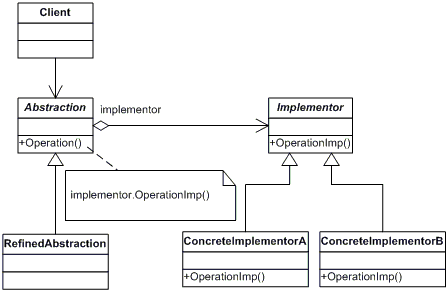 Client
Abstraction
+Operation()
implementor
Implementor
+OperationImp()
implementor.OperationImp()
RefinedAbstraction
ConcreteImplementorA
+OperationImp()
ConcreteImplementorB
+OperationImp()